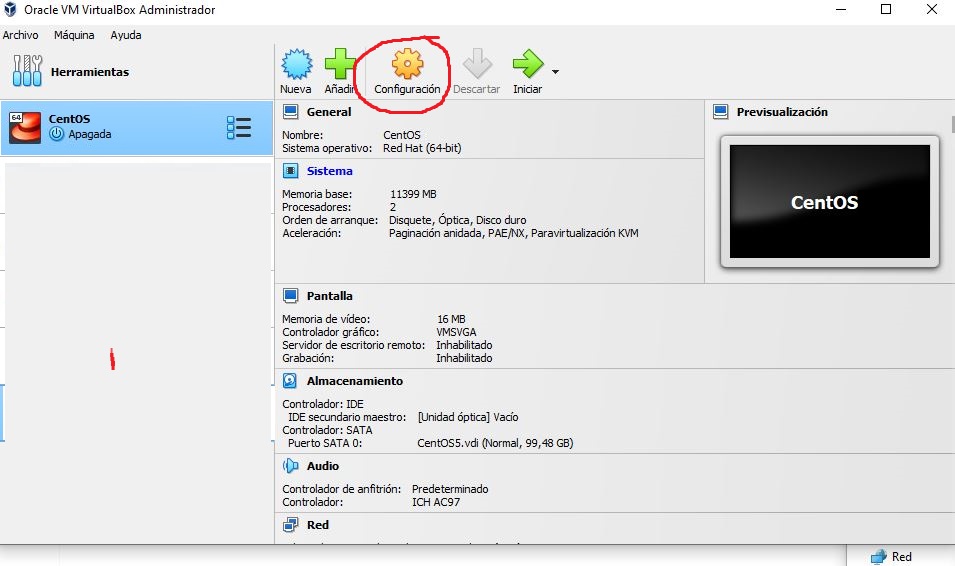 Oracle VM VirtualBox Administrador
Archivo Máquina Ayuda
Herramientas
Nueva Añadir Configuración Descartar Iniciar
64 CentOS
Apagada
General
Nombre: CentOS
Sistema operativo: Red Hat (64-bit)
Previsualización
CentOS
Sistema
Memoria base: 11399 MB
Procesadores: 2
Orden de arranque: Disquete, Óptica, Disco duro
Aceleración: Paginación anidada, PAE/NX, Paravirtualización KVM
Pantalla
Memoria de vídeo: 16 MB
Controlador gráfico: VMSVGA
Servidor de escritorio remoto: Inhabilitado
Grabación: Inhabilitado
Almacenamiento
Controlador: IDE
IDE secundario maestro: [Unidad óptica] Vacío
Controlador: SATA
Puerto SATA 0: CentOS5.vdi (Normal, 99,48 GB)
Audio
Controlador de anfitrión: Predeterminado
Controlador: ICH AC97
Red
Red